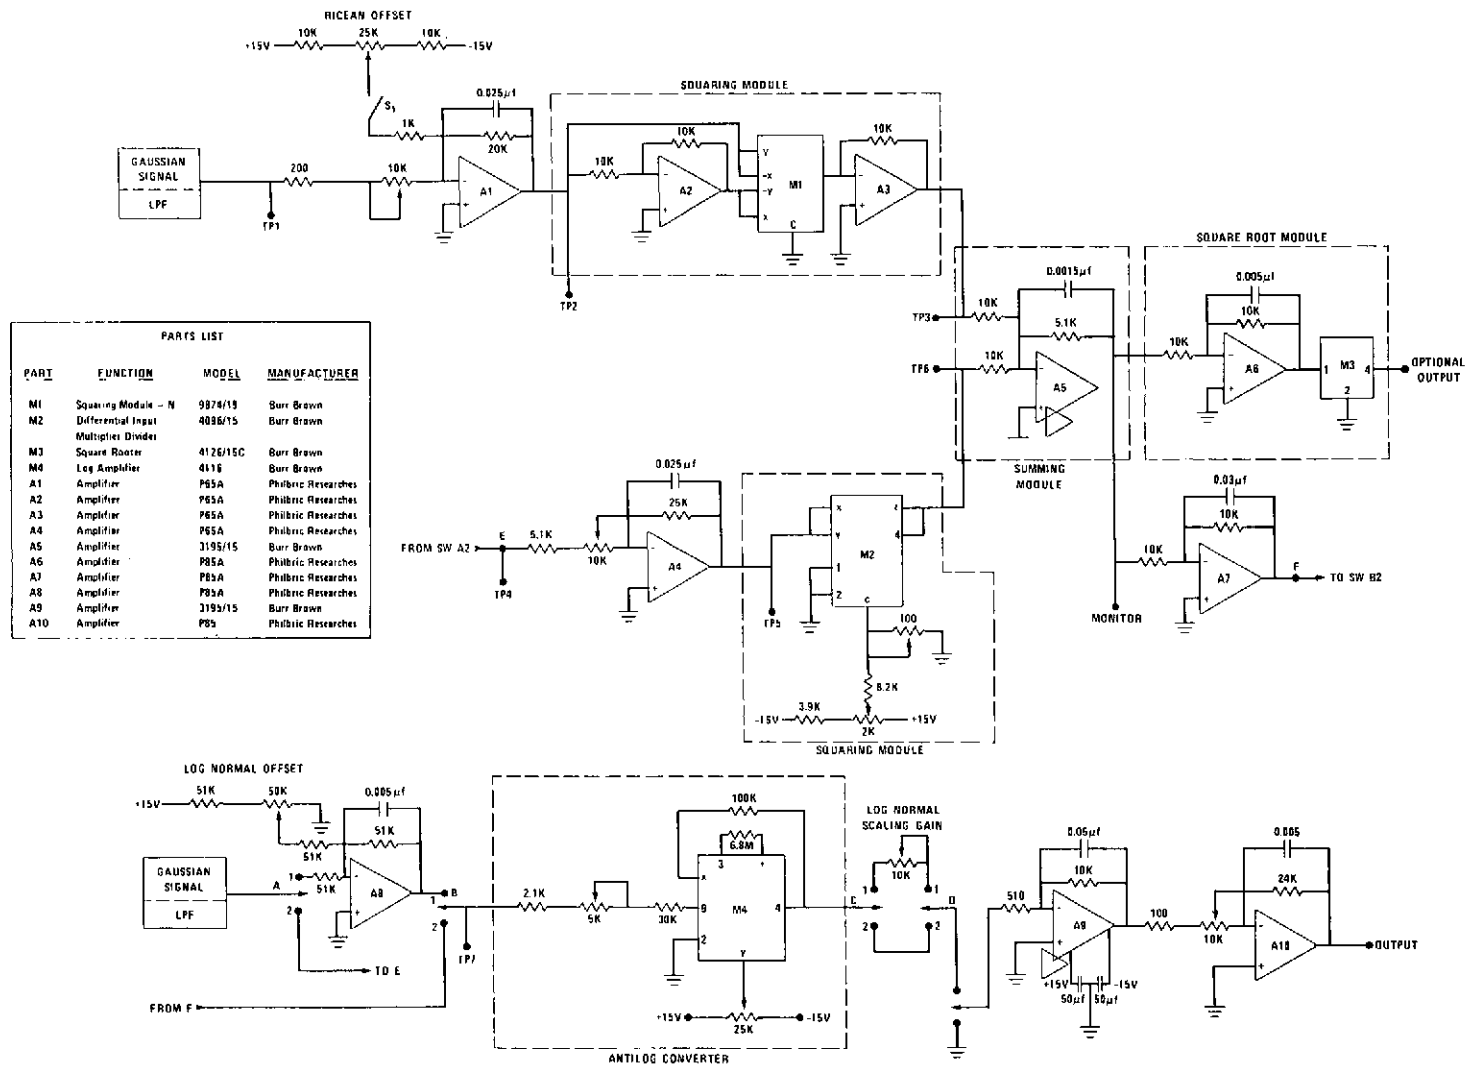 RICEAN OFFSET
10K 25K 10K
+15V -15V
S1
1K
0.025µf
20K
GAUSSIAN
SIGNAL
LPF
200
10K
TP1
A1
-
+
SQUARING MODULE
10K
10K
A2
-
+
Y
-X
-Y
X
M1
C
10K
A3
-
+
TP2
PARTS LIST
PART FUNCTION MODEL MANUFACTURER
M1 Squaring Module – N 9874/19 Burr Brown
M2 Differential Input 4096/15 Burr Brown
Multiplier Divider
M3 Square Rooter 4126/15C Burr Brown
M4 Log Amplifier 4116 Burr Brown
A1 Amplifier P65A Philbric Researches
A2 Amplifier P65A Philbric Researches
A3 Amplifier P65A Philbric Researches
A4 Amplifier P65A Philbric Researches
A5 Amplifier 3195/15 Burr Brown
A6 Amplifier P85A Philbric Researches
A7 Amplifier P85A Philbric Researches
A8 Amplifier P85A Philbric Researches
A9 Amplifier 3195/15 Burr Brown
A10 Amplifier P85 Philbric Researches
TP3
10K
TP6
10K
0.0015µf
5.1K
A5
-
+
SUMMING
MODULE
SQUARE ROOT MODULE
0.005µf
10K
10K
A6
-
+
1 M3 4
2
OPTIONAL
OUTPUT
0.03µf
10K
10K
A7
-
+
F
TO SW B2
MONITOR
FROM SW A2
E
TP4
5.1K
10K
0.025µf
25K
A4
-
+
TP5
X
Y
1
2
M2
4
C
100
8.2K
3.9K
-15V
2K
+15V
SQUARING MODULE
LOG NORMAL OFFSET
51K 50K
+15V
0.005µf
51K
51K
GAUSSIAN
SIGNAL
LPF
A
1
2
51K
A8
-
+
B
1
2
TO E
FROM F
TP7
2.1K
5K
30K
100K
6.8M
3 +
X
9
2
M4
4
Y
+15V
25K
-15V
ANTILOG CONVERTER
LOG NORMAL
SCALING GAIN
10K
C
1 1
2 2
D
510
0.05µf
10K
A9
-
+
+15V -15V
50µf 50µf
100
10K
0.005
24K
A10
-
+
OUTPUT